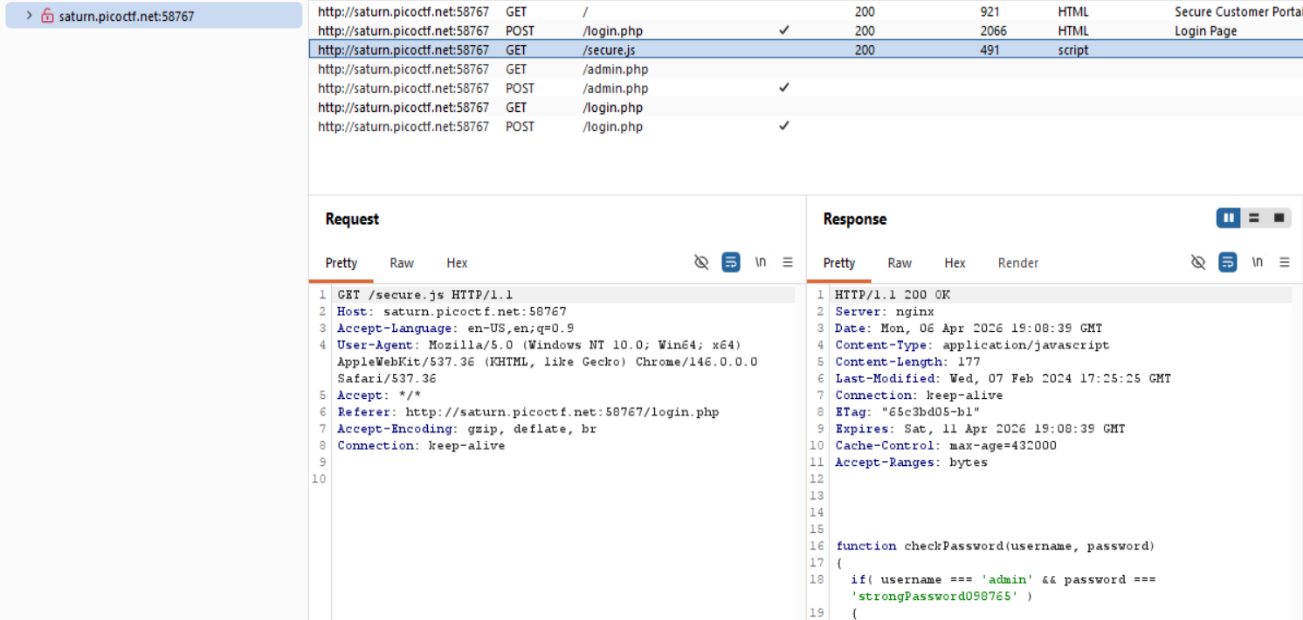 saturn.picoctf.net:58767
http://saturn.picoctf.net:58767 GET / 200 921 HTML Secure Customer Portal
http://saturn.picoctf.net:58767 POST /login.php ✓ 200 2066 HTML Login Page
http://saturn.picoctf.net:58767 GET /secure.js 200 491 script
http://saturn.picoctf.net:58767 GET /admin.php
http://saturn.picoctf.net:58767 POST /admin.php ✓
http://saturn.picoctf.net:58767 GET /login.php
http://saturn.picoctf.net:58767 POST /login.php ✓
Request
Pretty Raw Hex \n
1 GET /secure.js HTTP/1.1
2 Host: saturn.picoctf.net:58767
3 Accept-Language: en-US,en;q=0.9
4 User-Agent: Mozilla/5.0 (Windows NT 10.0; Win64; x64)
AppleWebKit/537.36 (KHTML, like Gecko) Chrome/146.0.0.0
Safari/537.36
5 Accept: */*
6 Referer: http://saturn.picoctf.net:58767/login.php
7 Accept-Encoding: gzip, deflate, br
8 Connection: keep-alive
9
10
Response
Pretty Raw Hex Render \n
1 HTTP/1.1 200 OK
2 Server: nginx
3 Date: Mon, 06 Apr 2026 19:08:39 GMT
4 Content-Type: application/javascript
5 Content-Length: 177
6 Last-Modified: Wed, 07 Feb 2024 17:25:25 GMT
7 Connection: keep-alive
8 ETag: "65c3bd05-b1"
9 Expires: Sat, 11 Apr 2026 19:08:39 GMT
10 Cache-Control: max-age=432000
11 Accept-Ranges: bytes
12
13
14
15
16 function checkPassword(username, password)
17 {
18 if( username === 'admin' && password ===
'strongPassword098765' )
19 {